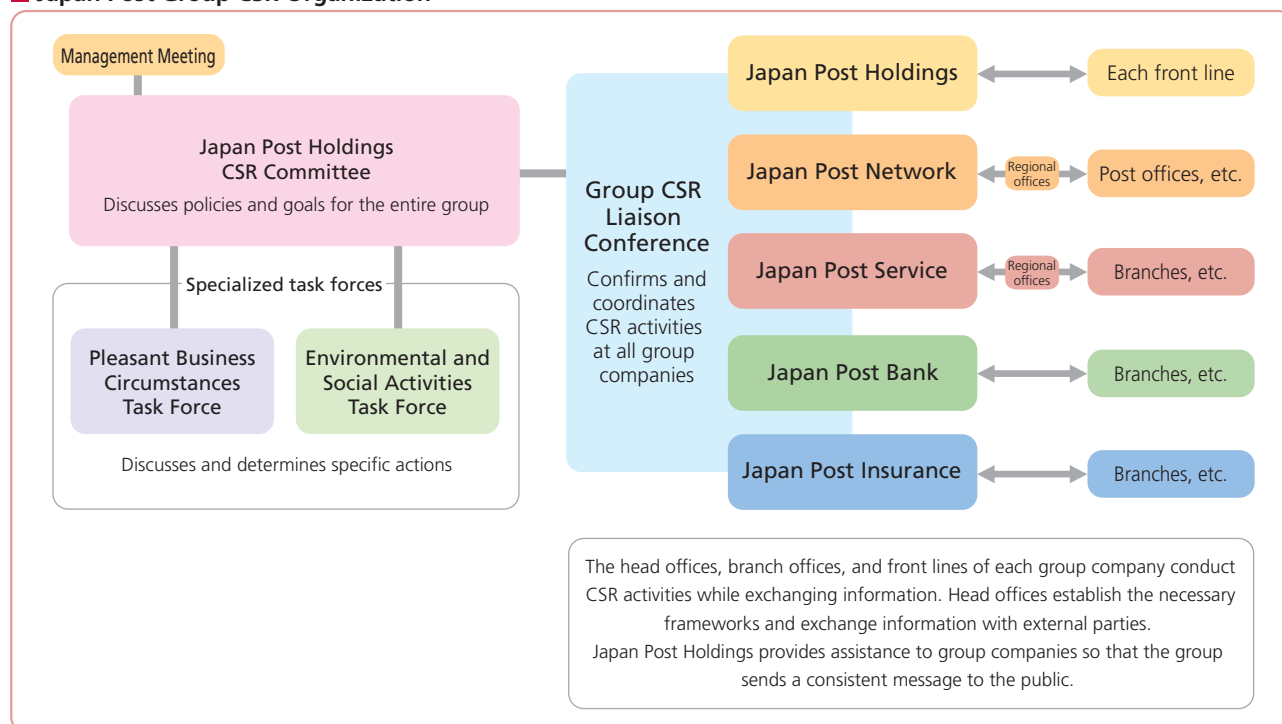 Japan Post Group CSR Organization
Management Meeting
Japan Post Holdings
CSR Committee
Discusses policies and goals for the entire group
Specialized task forces
Pleasant Business
Circumstances
Task Force
Environmental and
Social Activities
Task Force
Discusses and determines specific actions
Group CSR
Liaison
Conference
Confirms and
coordinates
CSR activities
at all group
companies
Japan Post Holdings
Each front line
Japan Post Network
Regional
offices
Post offices, etc.
Japan Post Service
Regional
offices
Branches, etc.
Japan Post Bank
Branches, etc.
Japan Post Insurance
Branches, etc.
The head offices, branch offices, and front lines of each group company conduct
CSR activities while exchanging information. Head offices establish the necessary
frameworks and exchange information with external parties.
Japan Post Holdings provides assistance to group companies so that the group
sends a consistent message to the public.